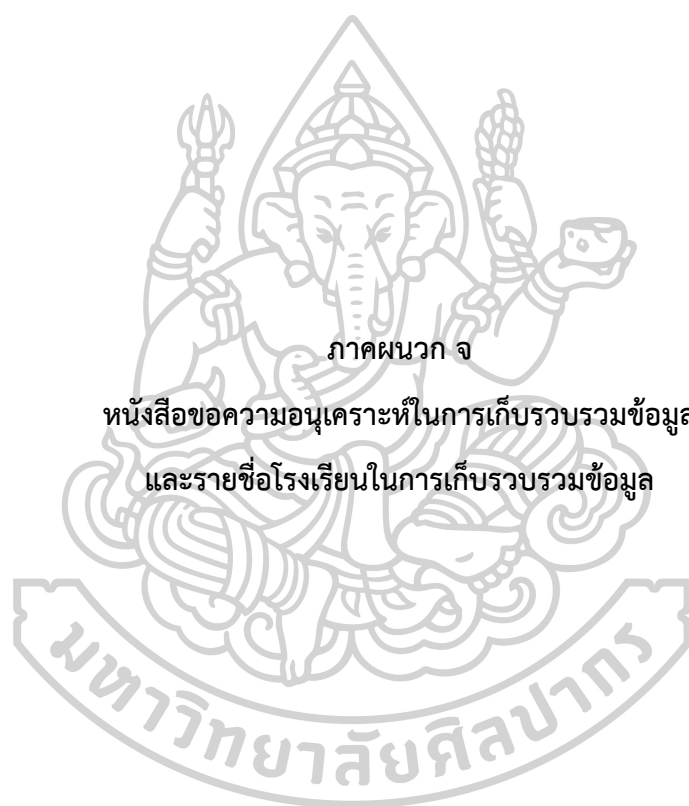 ภาคผนวก จ
หนังสือขอความอนุเคราะห์ในการเก็บรวบรวมข้อมูล
และรายชื่อโรงเรียนในการเก็บรวบรวมข้อมูล
มหาวิทยาลัยศิลปากร